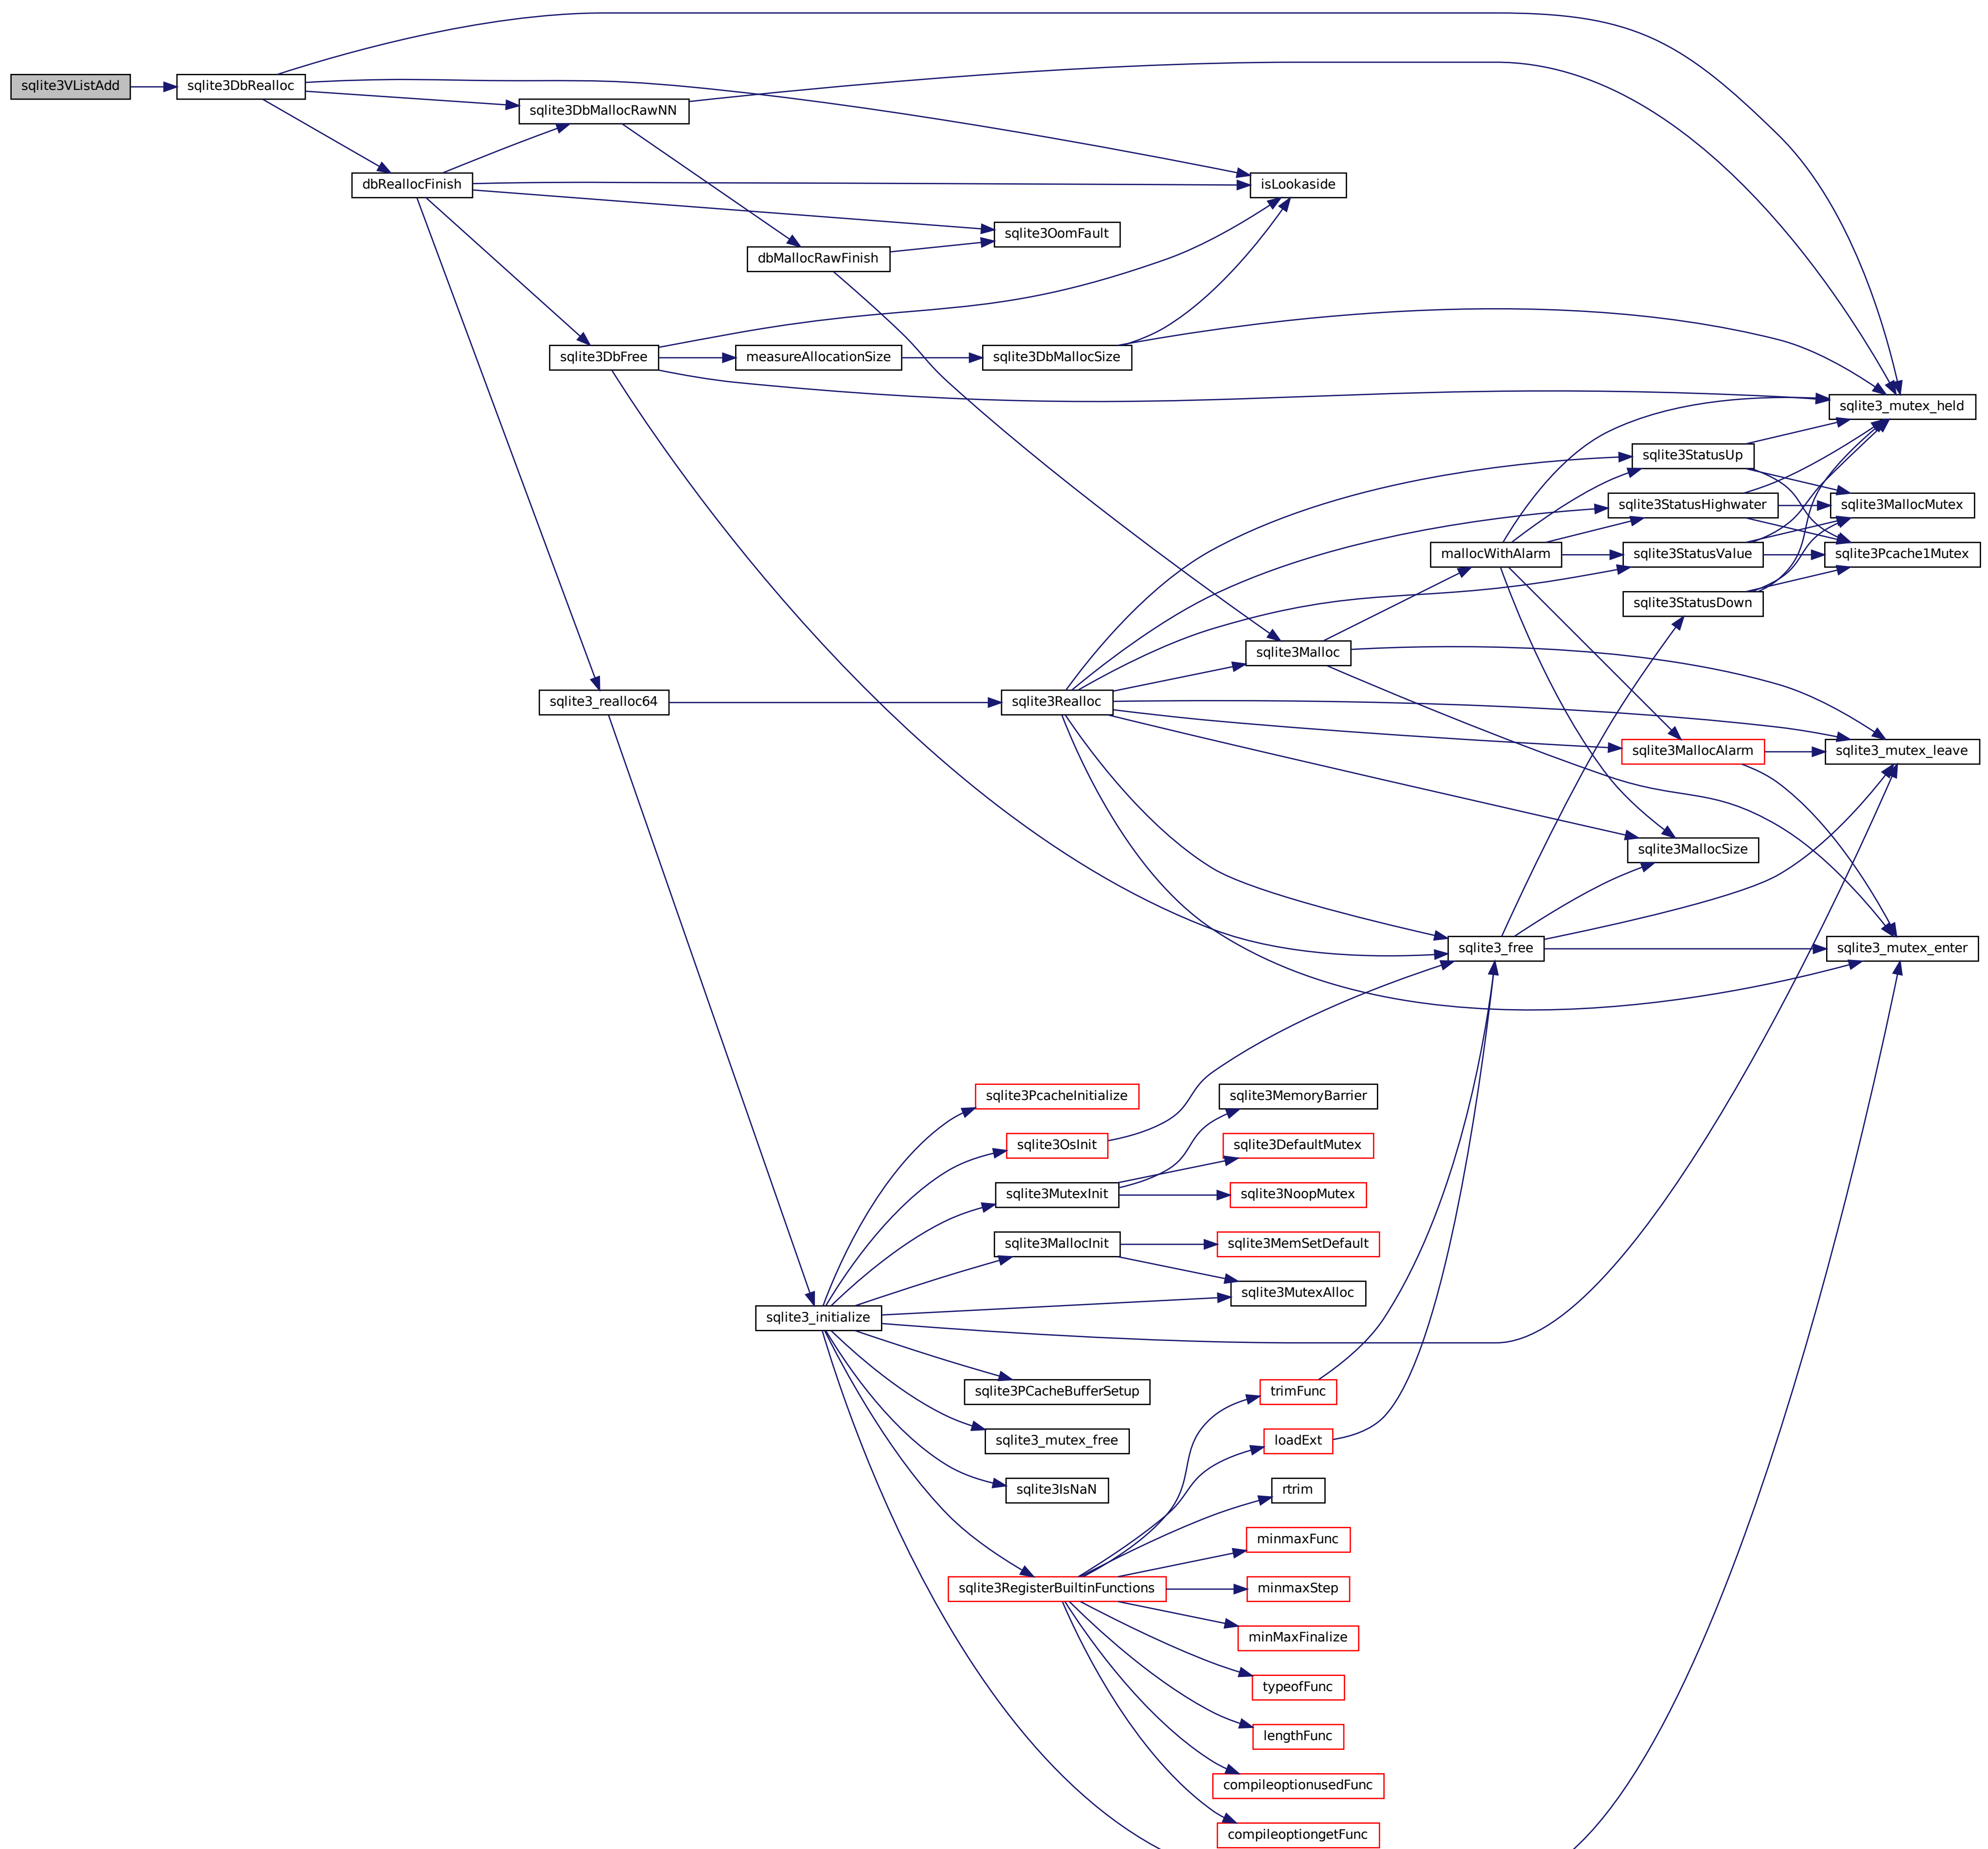 sqlite3VListAdd
sqlite3DbRealloc
sqlite3DbMallocRawNN
dbReallocFinish
isLookaside
sqlite3OomFault
dbMallocRawFinish
sqlite3DbFree
measureAllocationSize
sqlite3DbMallocSize
sqlite3_mutex_held
sqlite3StatusUp
sqlite3StatusHighwater
sqlite3MallocMutex
mallocWithAlarm
sqlite3StatusValue
sqlite3Pcache1Mutex
sqlite3StatusDown
sqlite3Malloc
sqlite3_realloc64
sqlite3Realloc
sqlite3MallocAlarm
sqlite3_mutex_leave
sqlite3MallocSize
sqlite3_free
sqlite3_mutex_enter
sqlite3PcacheInitialize
sqlite3MemoryBarrier
sqlite3OsInit
sqlite3DefaultMutex
sqlite3MutexInit
sqlite3NoopMutex
sqlite3MallocInit
sqlite3MemSetDefault
sqlite3MutexAlloc
sqlite3_initialize
sqlite3PCacheBufferSetup
trimFunc
sqlite3_mutex_free
loadExt
sqlite3IsNaN
rtrim
minmaxFunc
sqlite3RegisterBuiltinFunctions
minmaxStep
minMaxFinalize
typeofFunc
lengthFunc
compileoptionusedFunc
compileoptiongetFunc